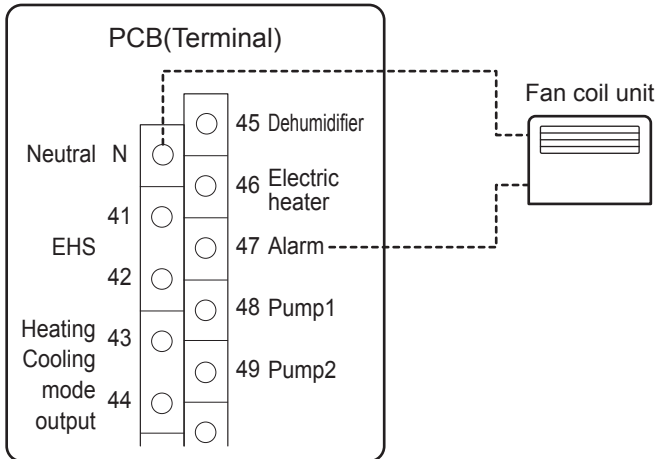 PCB(Terminal)
Fan coil unit
Neutral N
41
EHS
42
Heating
Cooling
mode
output
43
44
45 Dehumidifier
46 Electric
heater
47 Alarm
48 Pump1
49 Pump2